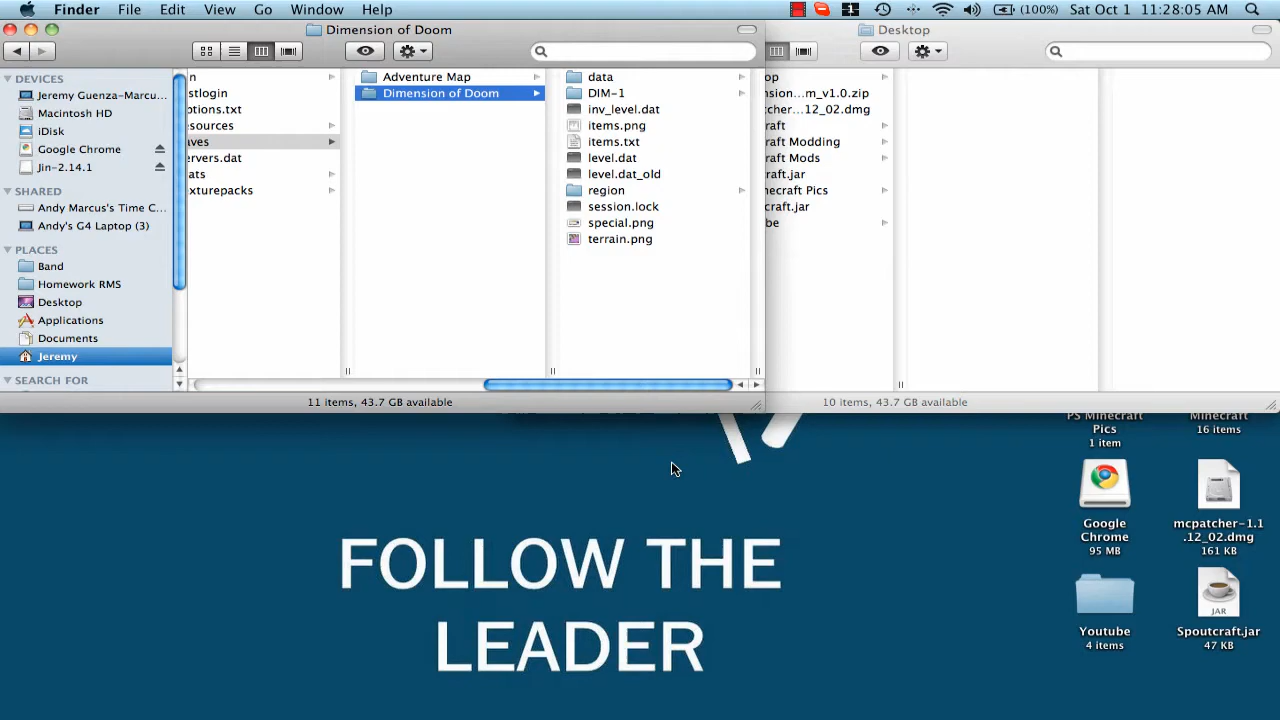 Finder File Edit View Go Window Help
1 (100%) Sat Oct 1 11:28:05 AM
Dimension of Doom
Desktop
DEVICES
Jeremy Guenza-Marcu...
Macintosh HD
iDisk
Google Chrome
Jin-2.14.1
SHARED
Andy Marcus's Time C...
Andy's G4 Laptop (3)
PLACES
Band
Homework RMS
Desktop
Applications
Documents
Jeremy
SEARCH FOR
n
stlogin
ptions.txt
sources
aves
ervers.dat
ats
xturepacks
Adventure Map
Dimension of Doom
data
DIM-1
inv_level.dat
items.png
items.txt
level.dat
level.dat_old
region
session.lock
special.png
terrain.png
op
nsion...m_v1.0.zip
tcher...12_02.dmg
raft
craft Modding
craft Mods
craft.jar
necraft Pics
craft.jar
be
11 items, 43.7 GB available
10 items, 43.7 GB available
PS Minecraft
Pics
1 item
Minecraft
16 items
Google
Chrome
95 MB
mcpatcher-1.1
.12_02.dmg
161 KB
Youtube
4 items
JAR
Spoutcraft.jar
47 KB
FOLLOW THE
LEADER